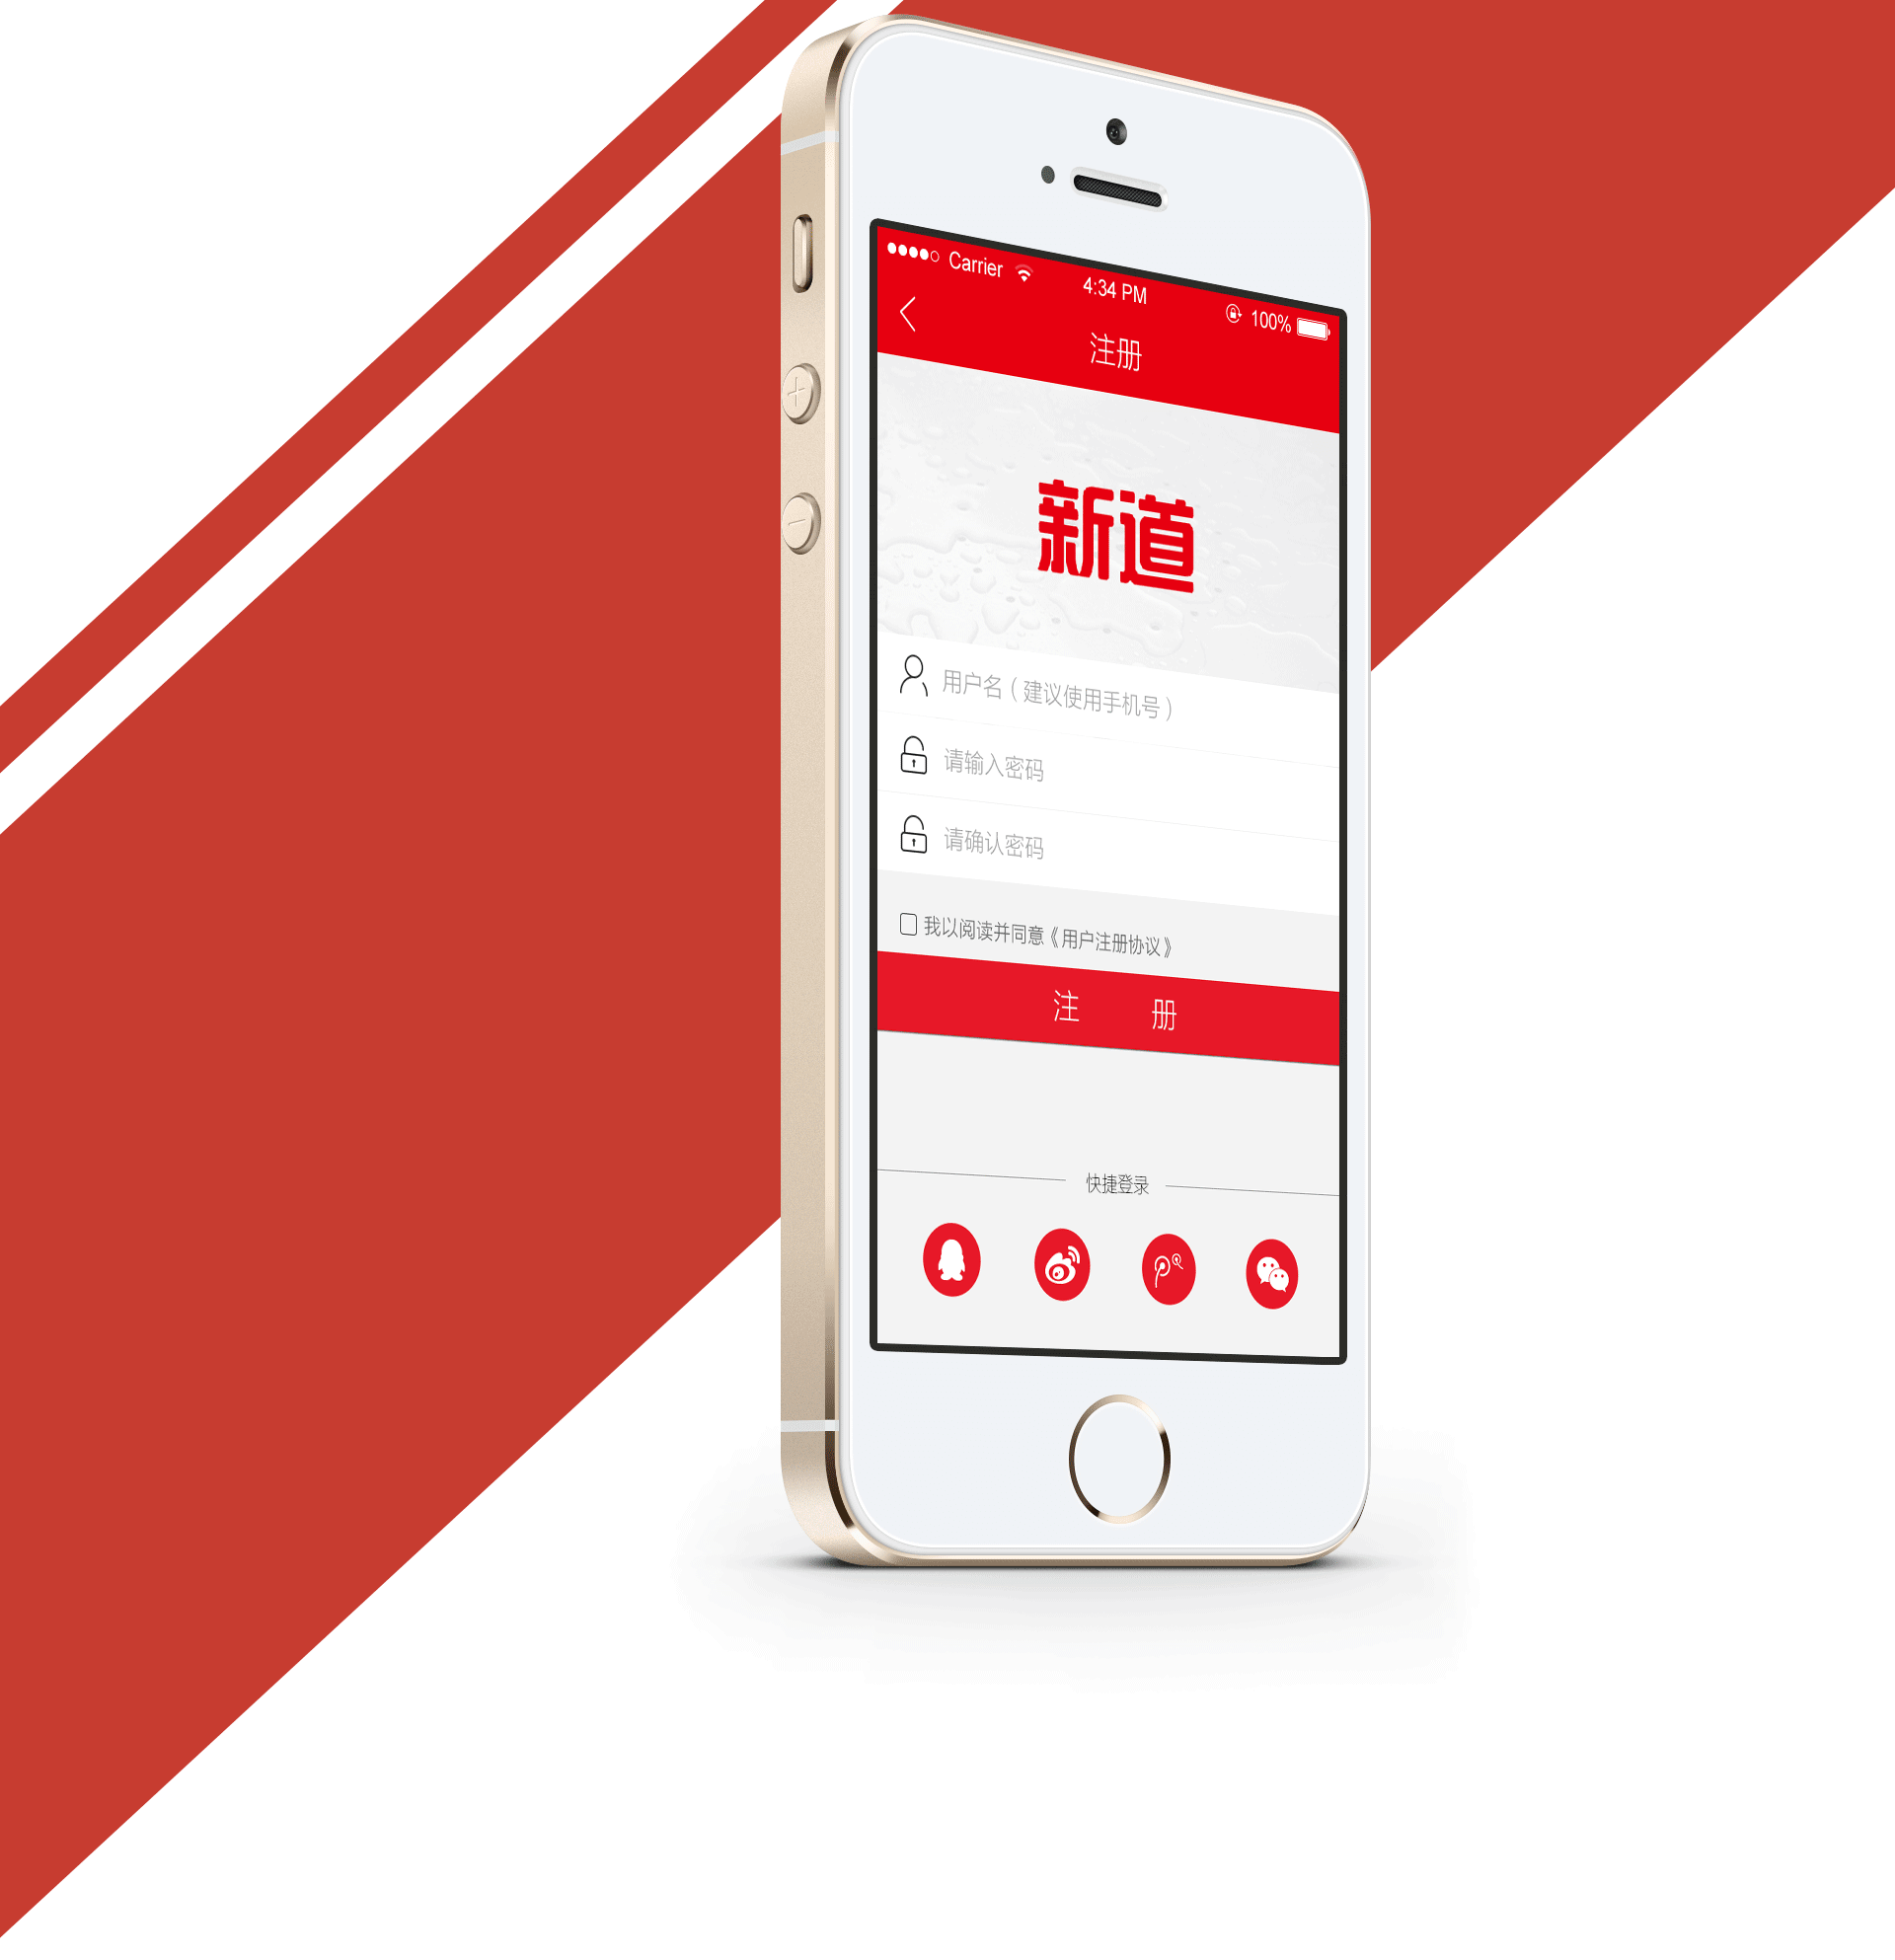 Carrier 4:34 PM 100%
注册
新道
用户名（建议使用手机号）
请输入密码
请确认密码
我以阅读并同意《用户注册协议》
注 册
快捷登录